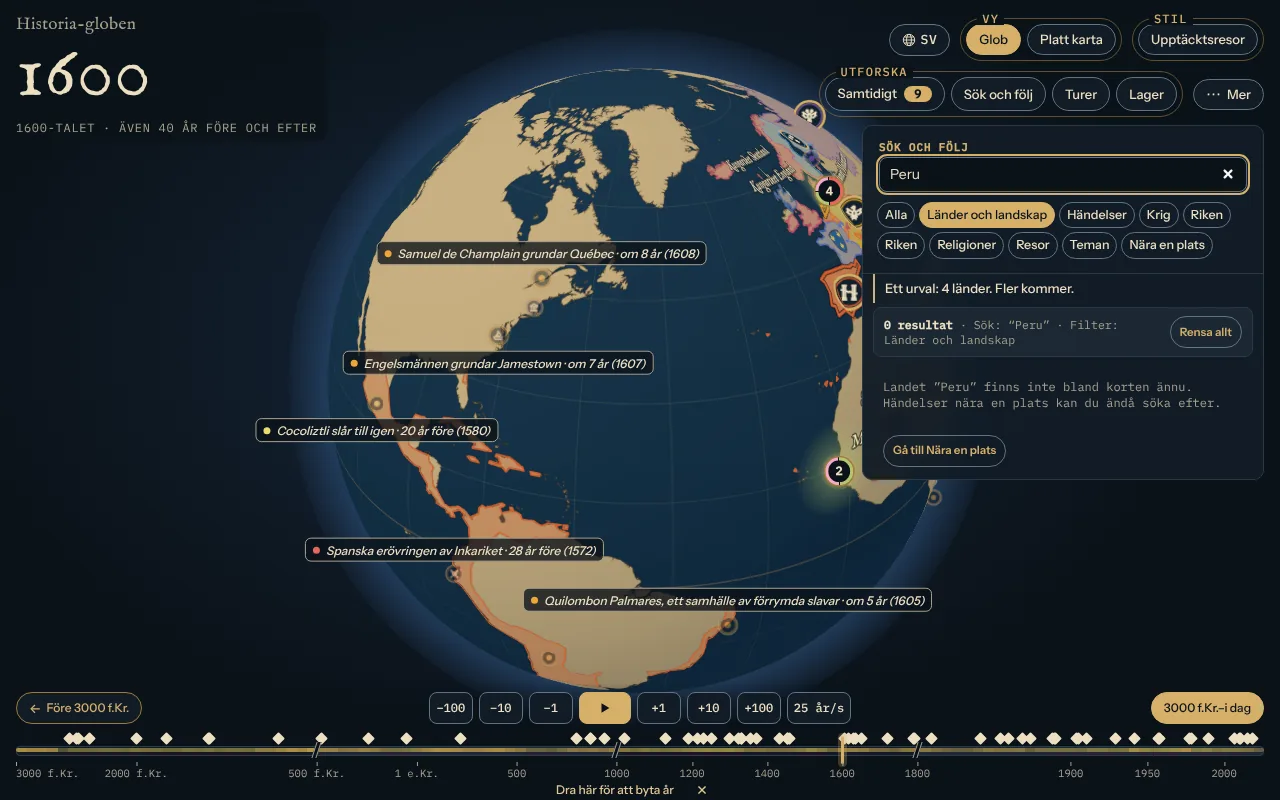 Historia-globen
1600
1600-TALET · ÄVEN 40 ÅR FÖRE OCH EFTER
SV
VY
Glob
Platt karta
STIL
Upptäcktsresor
UTFORSKA
Samtidigt 9
Sök och följ
Turer
Lager
··· Mer
SÖK OCH FÖLJ
Peru
Alla
Länder och landskap
Händelser
Krig
Riken
Riken
Religioner
Resor
Teman
Nära en plats
Ett urval: 4 länder. Fler kommer.
0 resultat · Sök: ”Peru” · Filter:
Länder och landskap
Rensa allt
Landet ”Peru” finns inte bland korten ännu.
Händelser nära en plats kan du ändå söka efter.
Gå till Nära en plats
4
H
2
M
Samuel de Champlain grundar Québec · om 8 år (1608)
Engelsmännen grundar Jamestown · om 7 år (1607)
Cocoliztli slår till igen · 20 år före (1580)
Spanska erövringen av Inkariket · 28 år före (1572)
Quilombon Palmares, ett samhälle av förrymda slavar · om 5 år (1605)
← Före 3000 f.Kr.
−100
−10
−1
+1
+10
+100
25 år/s
3000 f.Kr.–i dag
3000 f.Kr.
2000 f.Kr.
500 f.Kr.
1 e.Kr.
500
1000
1200
1400
1600
1800
1900
1950
2000
Dra här för att byta år